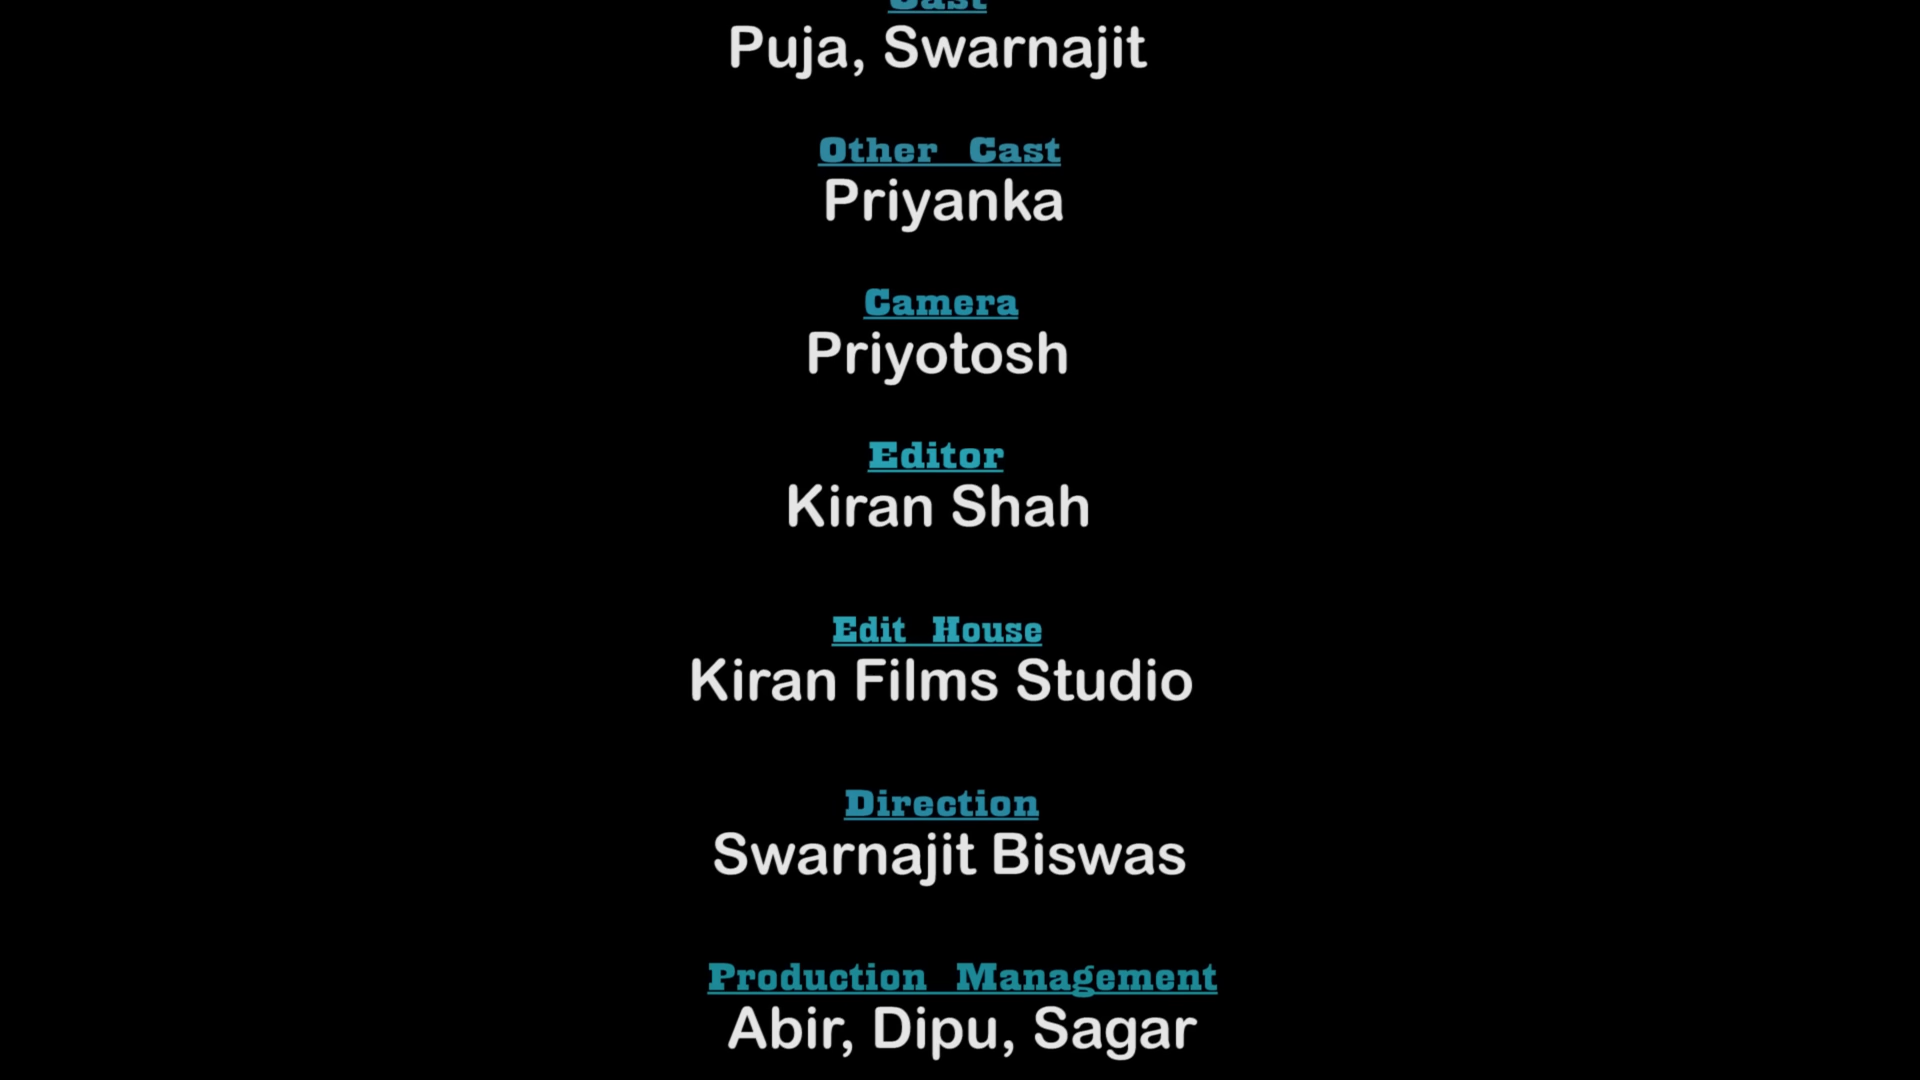 Cast
Puja, Swarnajit
Other Cast
Priyanka
Camera
Priyotosh
Editor
Kiran Shah
Edit House
Kiran Films Studio
Direction
Swarnajit Biswas
Production Management
Abir, Dipu, Sagar